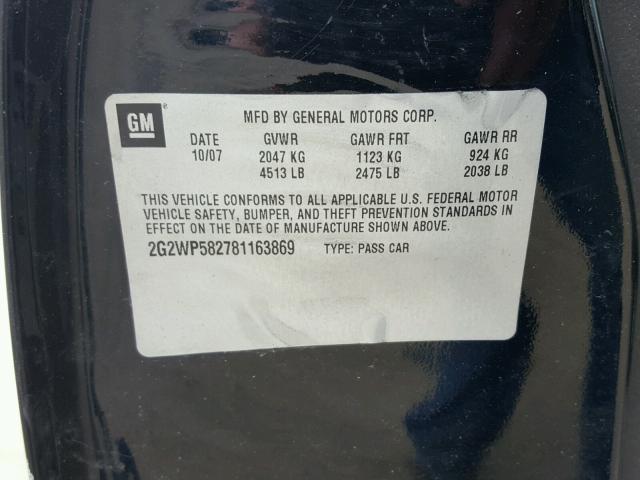 GM ® MFD BY GENERAL MOTORS CORP.
DATE GVWR GAWR FRT GAWR RR
10/07 2047 KG 1123 KG 924 KG
4513 LB 2475 LB 2038 LB
THIS VEHICLE CONFORMS TO ALL APPLICABLE U.S. FEDERAL MOTOR
VEHICLE SAFETY, BUMPER, AND THEFT PREVENTION STANDARDS IN
EFFECT ON THE DATE OF MANUFACTURE SHOWN ABOVE.
2G2WP582781163869 TYPE: PASS CAR